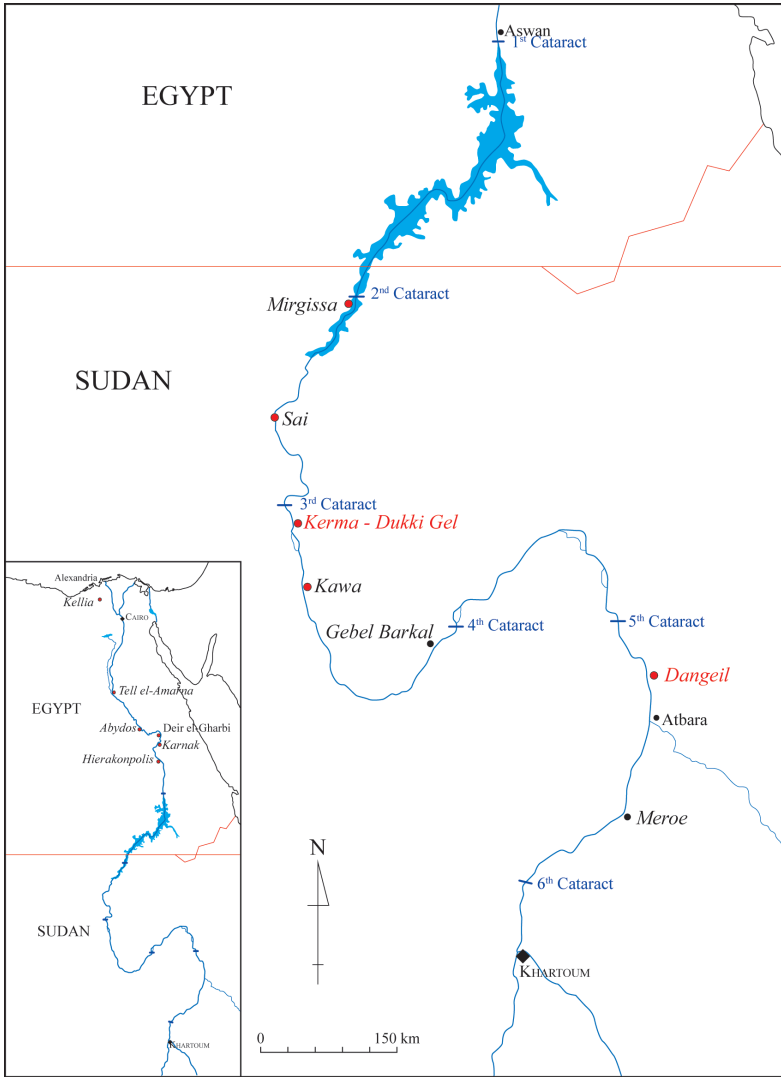 Aswan
1st Cataract
EGYPT
2nd Cataract
Mirgissa
SUDAN
Sai
3rd Cataract
Kerma - Dukki Gel
Kawa
Gebel Barkal
4th Cataract
5th Cataract
Dangeil
Atbara
Meroe
6th Cataract
KHARTOUM
N
0 150 km
Alexandria
Kellia
CAIRO
Tell el-Amarna
EGYPT
Abydos
Deir el-Gharbi
Karnak
Hierakonpolis
SUDAN
KHARTOUM